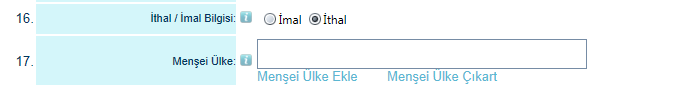 16. İthal / İmal Bilgisi: i İmal İthal
17. Menşei Ülke: i
Menşei Ülke Ekle Menşei Ülke Çıkart